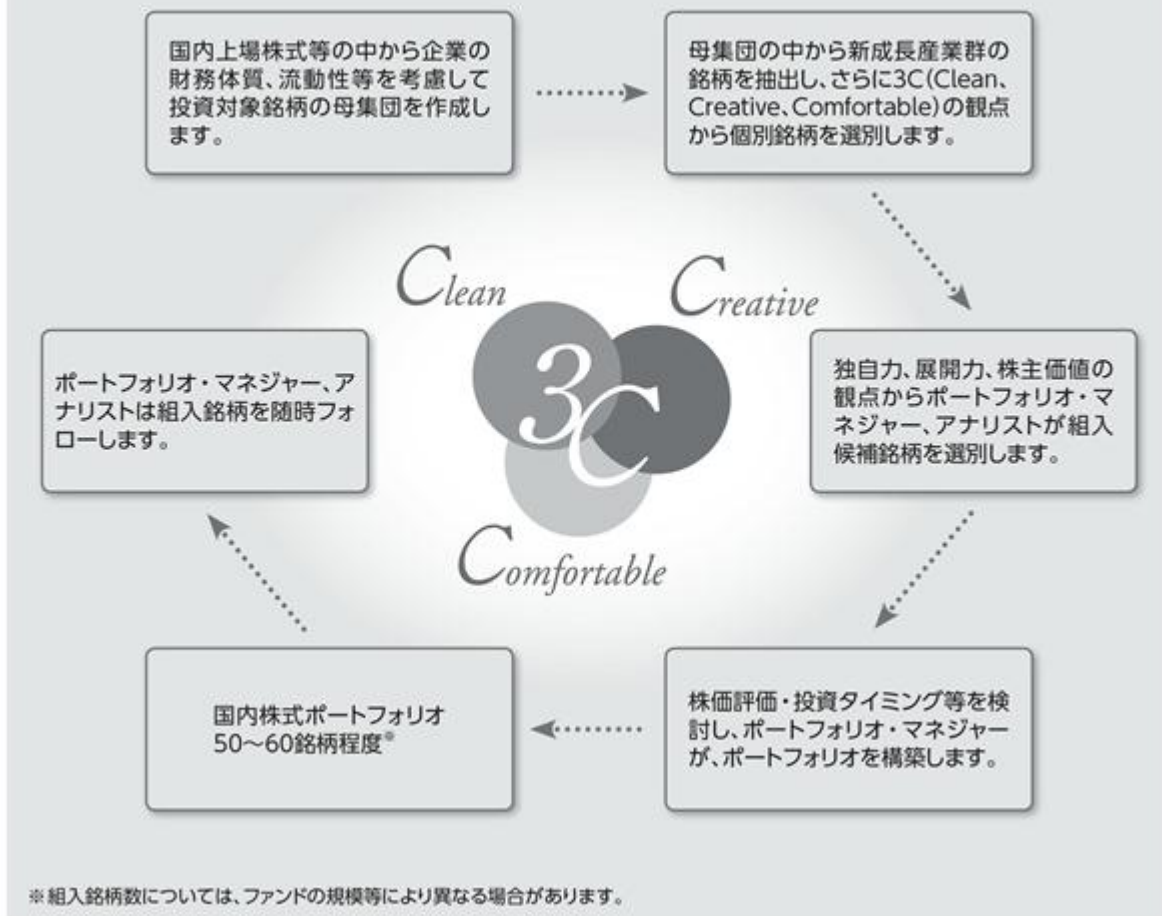 国内上場株式等の中から企業の
財務体質、流動性等を考慮して
投資対象銘柄の母集団を作成し
ます。
母集団の中から新成長産業群の
銘柄を抽出し、さらに3C(Clean、
Creative、Comfortable)の観点
から個別銘柄を選別します。
Clean
Creative
3C
Comfortable
独自力、展開力、株主価値の
観点からポートフォリオ・マ
ネジャー、アナリストが組入
候補銘柄を選別します。
株価評価・投資タイミング等を検
討し、ポートフォリオ・マネジャー
が、ポートフォリオを構築します。
国内株式ポートフォリオ
50～60銘柄程度※
ポートフォリオ・マネジャー、ア
ナリストは組入銘柄を随時フォ
ローします。
※組入銘柄数については、ファンドの規模等により異なる場合があります。